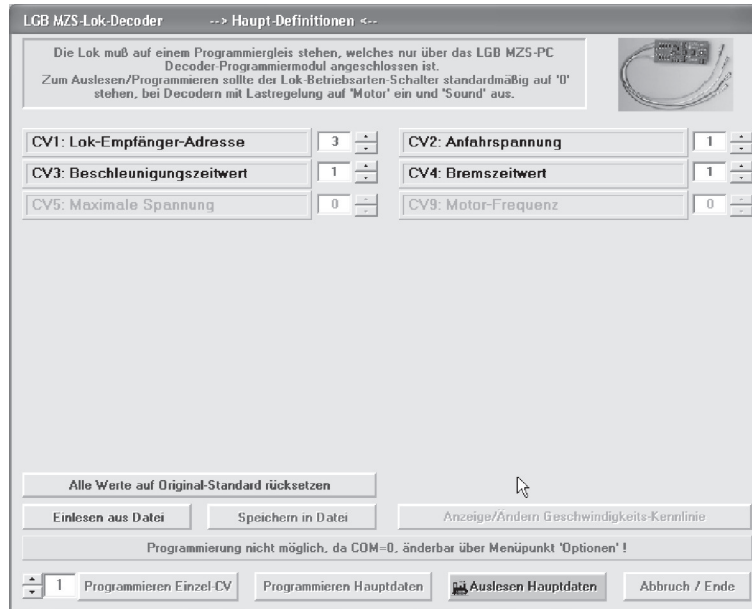 LGB MZS-Lok-Decoder --> Haupt-Definitionen <--
Die Lok muß auf einem Programmiergleis stehen, welches nur über das LGB MZS-PC
Decoder-Programmiermodul angeschlossen ist.
Zum Auslesen/Programmieren sollte der Lok-Betriebsarten-Schalter standardmäßig auf '0'
stehen, bei Decodern mit Lastregelung auf 'Motor' ein und 'Sound' aus.
CV1: Lok-Empfänger-Adresse 3 CV2: Anfahrspannung 1
CV3: Beschleunigungszeitwert 1 CV4: Bremszeitwert 1
CV5: Maximale Spannung 0 CV9: Motor-Frequenz 0
Alle Werte auf Original-Standard rücksetzen
Einlesen aus Datei Speichern in Datei Anzeige/Ändern Geschwindigkeits-Kennlinie
Programmierung nicht möglich, da COM=0, änderbar über Menüpunkt 'Optionen' !
1 Programmieren Einzel-CV Programmieren Hauptdaten Auslesen Hauptdaten Abbruch / Ende